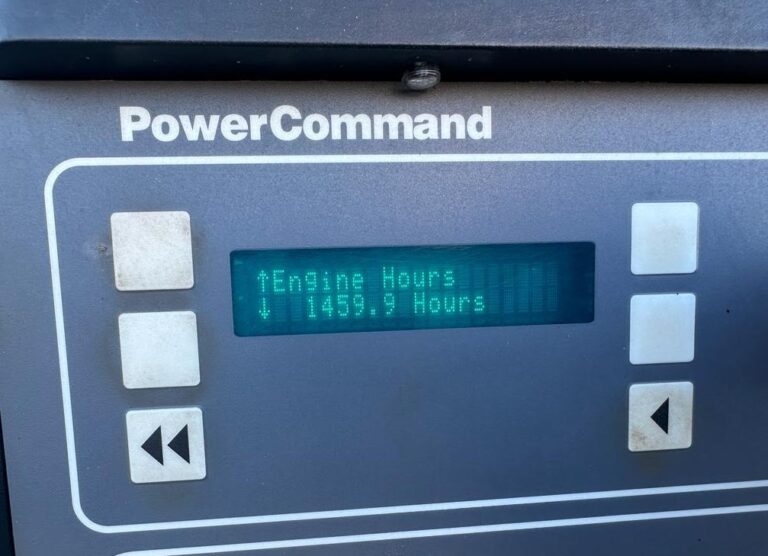 PowerCommand
↑Engine Hours
↓ 1459.9 Hours